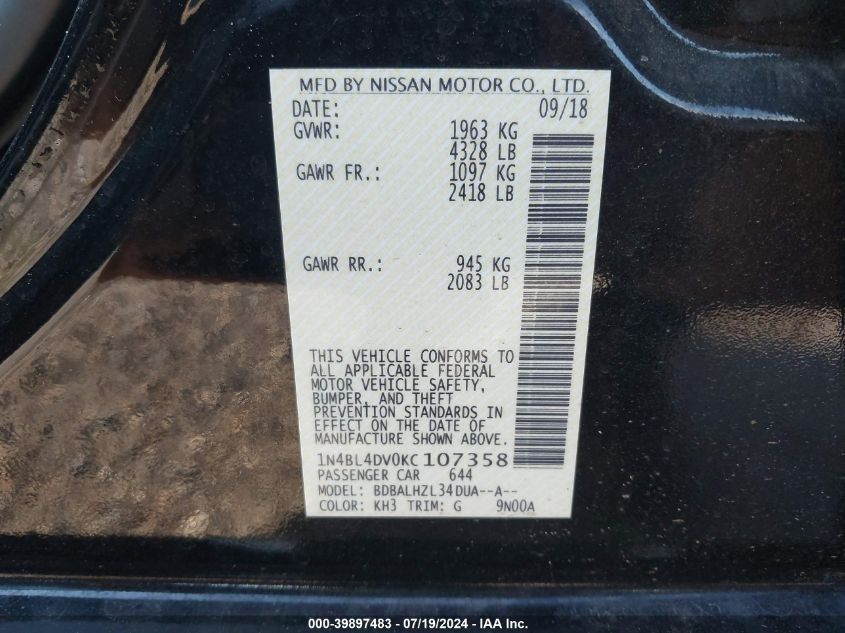 MFD BY NISSAN MOTOR CO., LTD.
DATE: 09/18
GVWR: 1963 KG
4328 LB
GAWR FR.: 1097 KG
2418 LB
GAWR RR.: 945 KG
2083 LB
THIS VEHICLE CONFORMS TO
ALL APPLICABLE FEDERAL
MOTOR VEHICLE SAFETY,
BUMPER, AND THEFT
PREVENTION STANDARDS IN
EFFECT ON THE DATE OF
MANUFACTURE SHOWN ABOVE.
1N4BL4DV0KC107358
PASSENGER CAR 644
MODEL: BDBALHZL34DUA--A--
COLOR: KH3 TRIM: G 9N00A
000-39897483 - 07/19/2024 - IAA Inc.